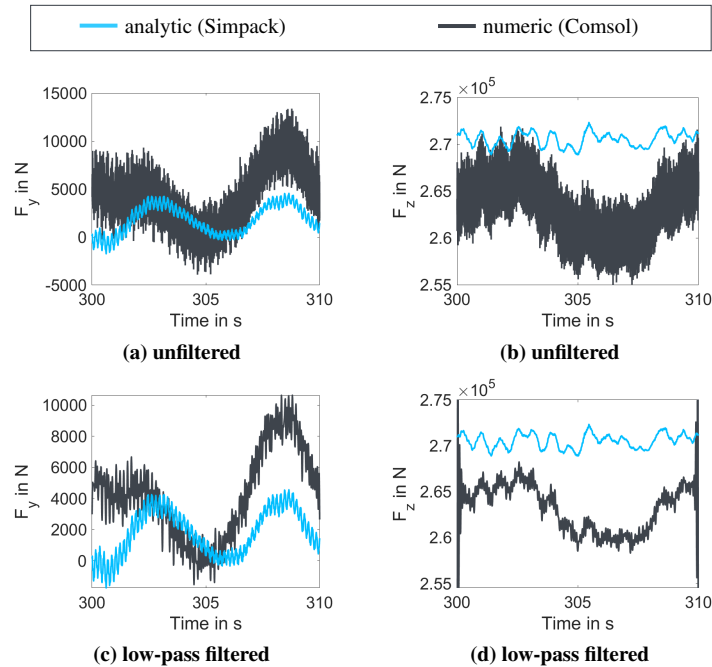 analytic (Simpack) numeric (Comsol)
15000
10000
5000
0
-5000
F_y in N
300 305 310
Time in s
(a) unfiltered
× 10^5
2.75
2.7
2.65
2.6
2.55
F_z in N
300 305 310
Time in s
(b) unfiltered
10000
8000
6000
4000
2000
0
F_y in N
300 305 310
Time in s
(c) low-pass filtered
× 10^5
2.75
2.7
2.65
2.6
2.55
F_z in N
300 305 310
Time in s
(d) low-pass filtered